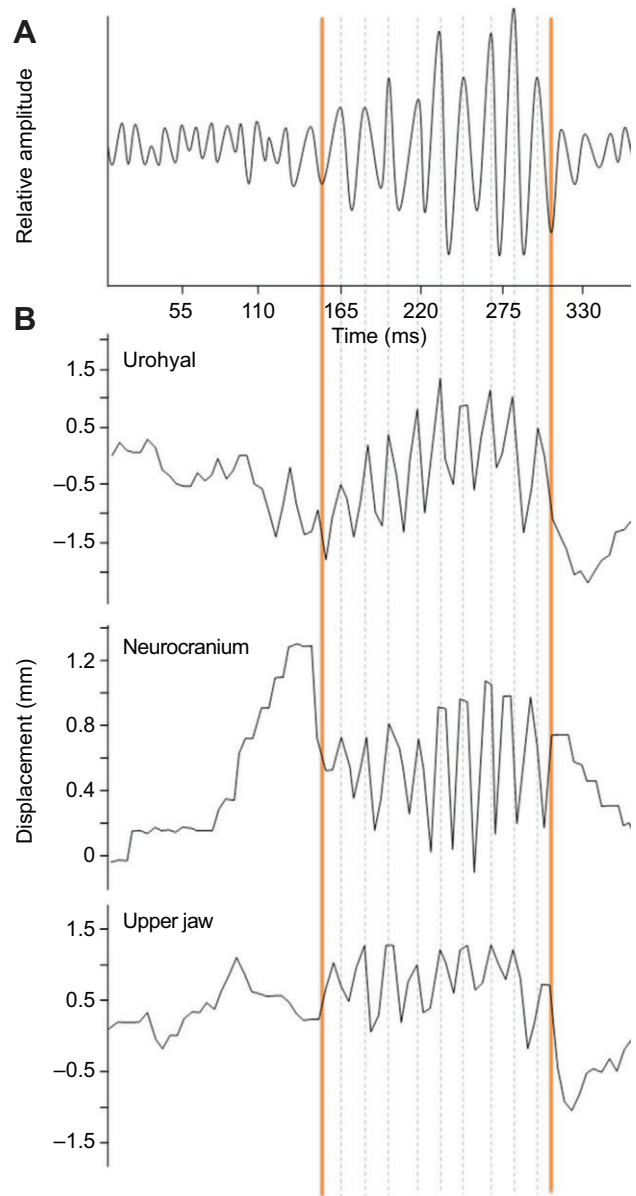 A
Relative amplitude
55 110 165 220 275 330
Time (ms)
B
Urohyal
1.5
0.5
–0.5
–1.5
Displacement (mm)
Neurocranium
1.2
0.8
0.4
0
Upper jaw
1.5
0.5
–0.5
–1.5